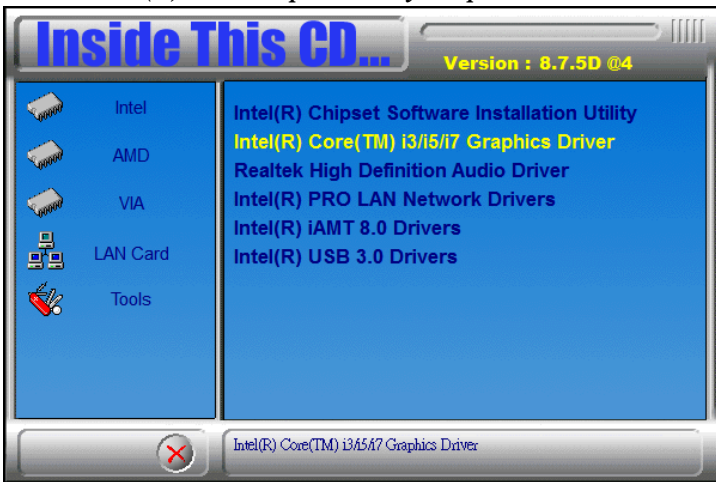 Inside This CD...
Version : 8.7.5D @4
Intel
AMD
VIA
LAN Card
Tools
Intel(R) Chipset Software Installation Utility
Intel(R) Core(TM) i3/i5/i7 Graphics Driver
Realtek High Definition Audio Driver
Intel(R) PRO LAN Network Drivers
Intel(R) iAMT 8.0 Drivers
Intel(R) USB 3.0 Drivers
Intel(R) Core(TM) i3/i5/i7 Graphics Driver